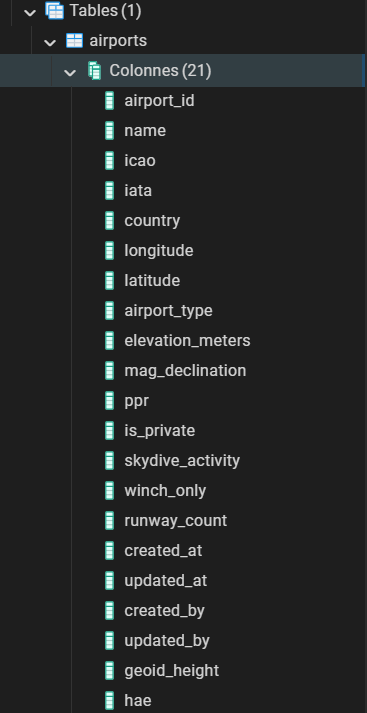 Tables (1)
airports
Colonnes (21)
airport_id
name
icao
iata
country
longitude
latitude
airport_type
elevation_meters
mag_declination
ppr
is_private
skydive_activity
winch_only
runway_count
created_at
updated_at
created_by
updated_by
geoid_height
hae